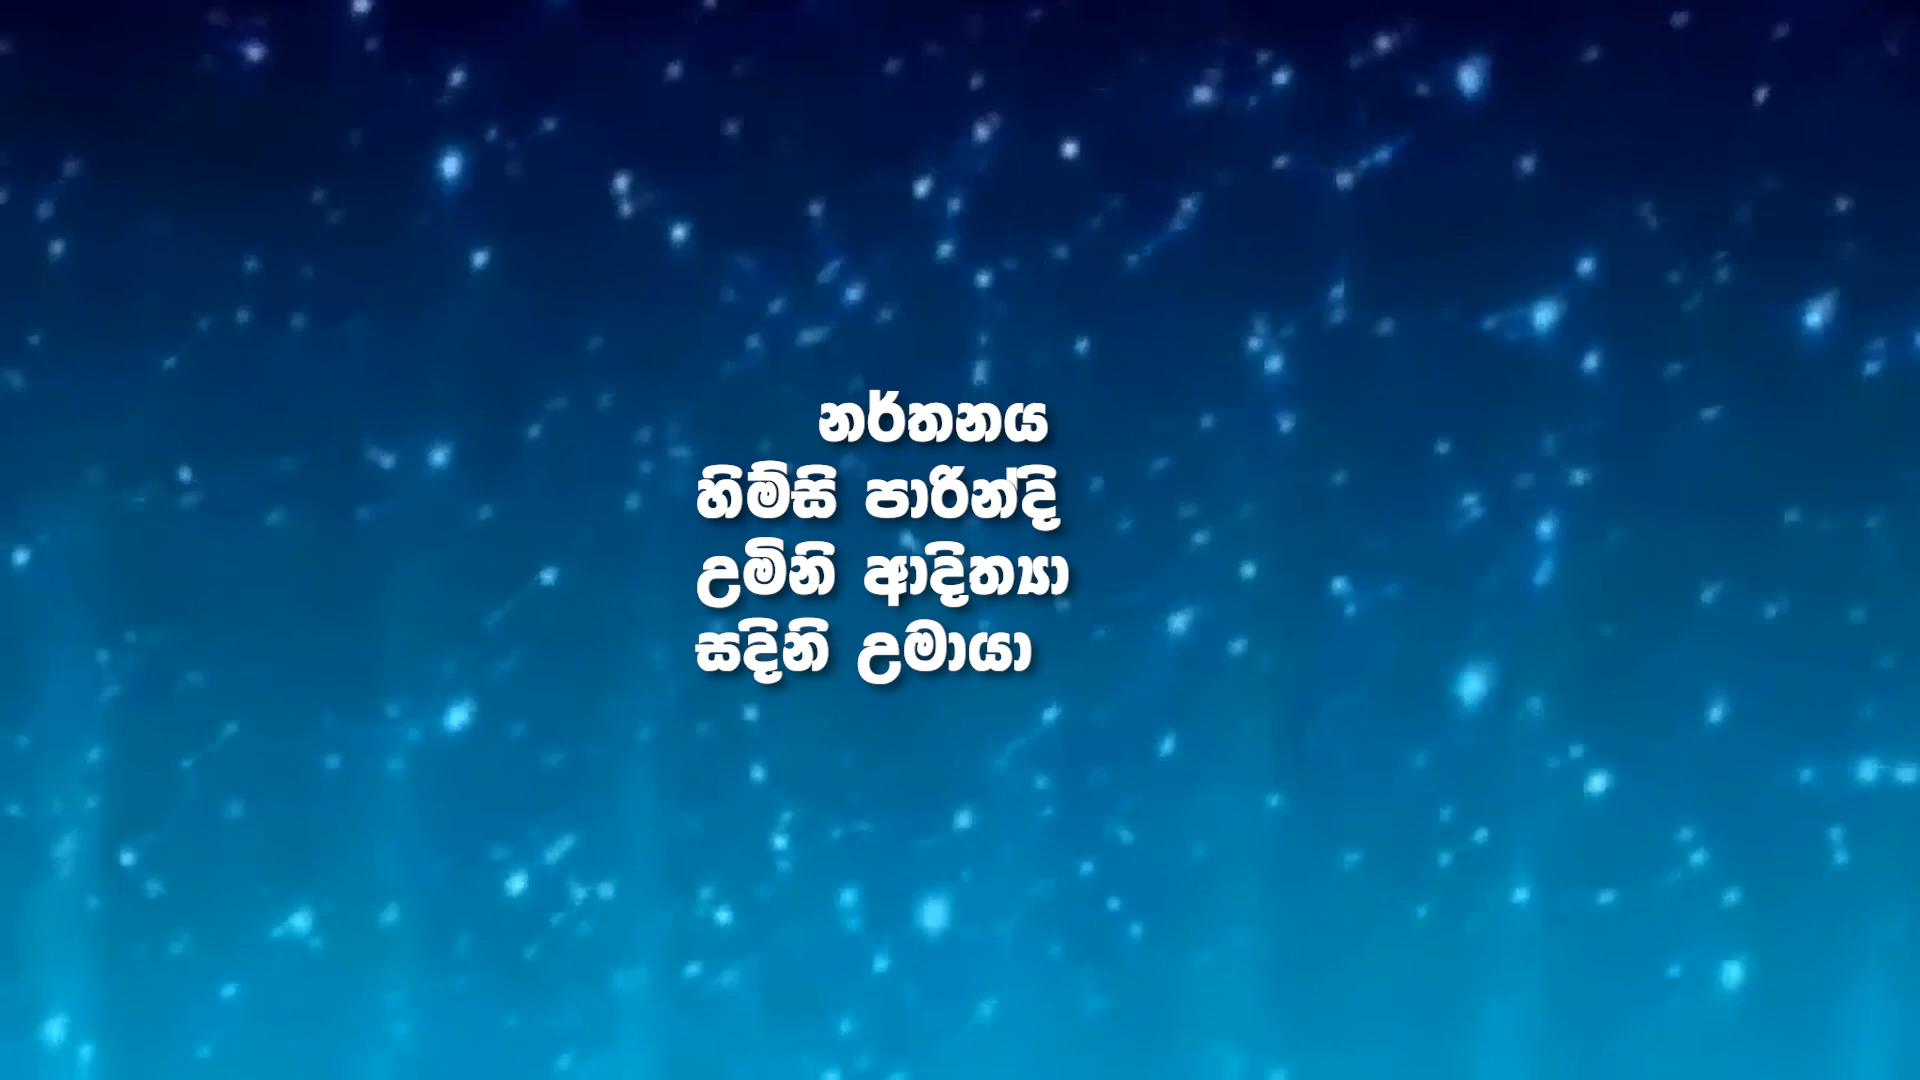 නර්තනය
හිම්සි පාරින්දි
උමිනි ආදිත්‍යා
සදිනි උමායා